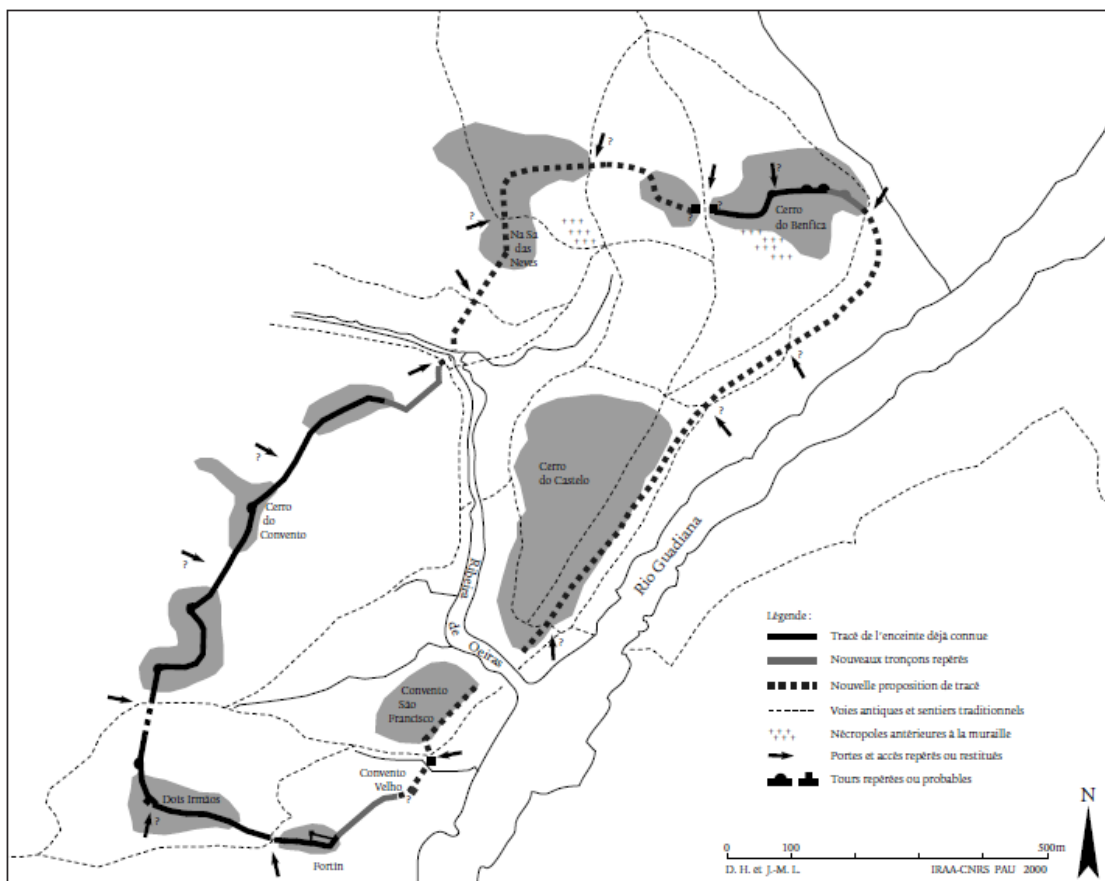 ?
?
?
Cerro
do Benfica
?
?
Na Sa
das
Neves
?
?
?
Cerro
do Castelo
?
Cerro
do
Convento
Rio Guadiana
?
Ribeira
de
Oeiras
?
Légende :
Tracé de l'enceinte déjà connue
Nouveaux tronçons repérés
Nouvelle proposition de tracé
Voies antiques et sentiers traditionnels
Nécropoles antérieures à la muraille
Portes et accès repérés ou restitués
Tours repérées ou probables
Convento
São
Francisco
Convento
Velho
?
Dois Irmãos
?
Fortin
N
0 100 500m
D. H. et J.-M. L. IRAA-CNRS PAU 2000